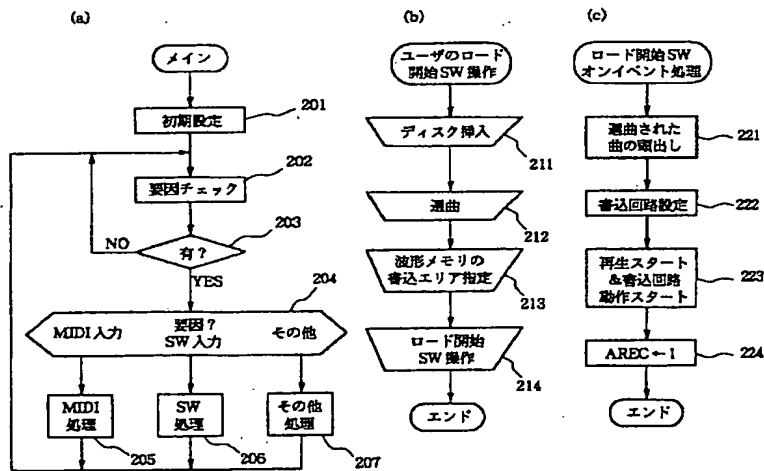 (a)
メイン
初期設定
201
要因チェック
202
有?
203
NO
YES
204
要因?
MIDI入力
SW入力
その他
MIDI
処理
205
SW
処理
206
その他
処理
207
(b)
ユーザのロード
開始SW操作
ディスク挿入
211
選曲
212
波形メモリの
書込エリア指定
213
ロード開始
SW操作
214
エンド
(c)
ロード開始SW
オンイベント処理
選曲された
曲の頭出し
221
書込回路設定
222
再生スタート
&書込回路
動作スタート
223
AREC←1
224
エンド